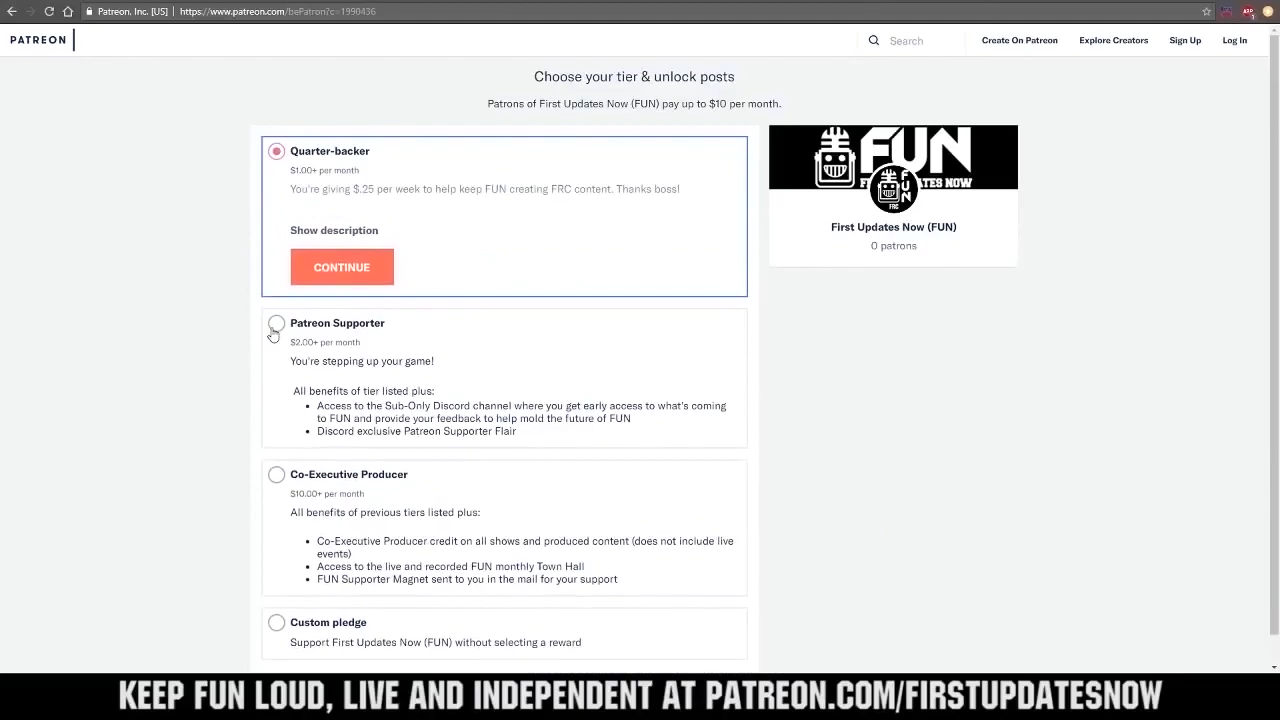 Patreon, Inc. [US] | https://www.patreon.com/bePatron?c=1990436
PATREON
Search
Create On Patreon
Explore Creators
Sign Up
Log In
Choose your tier & unlock posts
Patrons of First Updates Now (FUN) pay up to $10 per month.
Quarter-backer
$1.00+ per month
You're giving $.25 per week to help keep FUN creating FRC content. Thanks boss!
Show description
CONTINUE
FUN
FUN
FRC
First Updates Now (FUN)
0 patrons
Patreon Supporter
$2.00+ per month
You're stepping up your game!
All benefits of tier listed plus:
• Access to the Sub-Only Discord channel where you get early access to what's coming
to FUN and provide your feedback to help mold the future of FUN
• Discord exclusive Patreon Supporter Flair
Co-Executive Producer
$10.00+ per month
All benefits of previous tiers listed plus:
• Co-Executive Producer credit on all shows and produced content (does not include live
events)
• Access to the live and recorded FUN monthly Town Hall
• FUN Supporter Magnet sent to you in the mail for your support
Custom pledge
Support First Updates Now (FUN) without selecting a reward
KEEP FUN LOUD, LIVE AND INDEPENDENT AT PATREON.COM/FIRSTUPDATESNOW